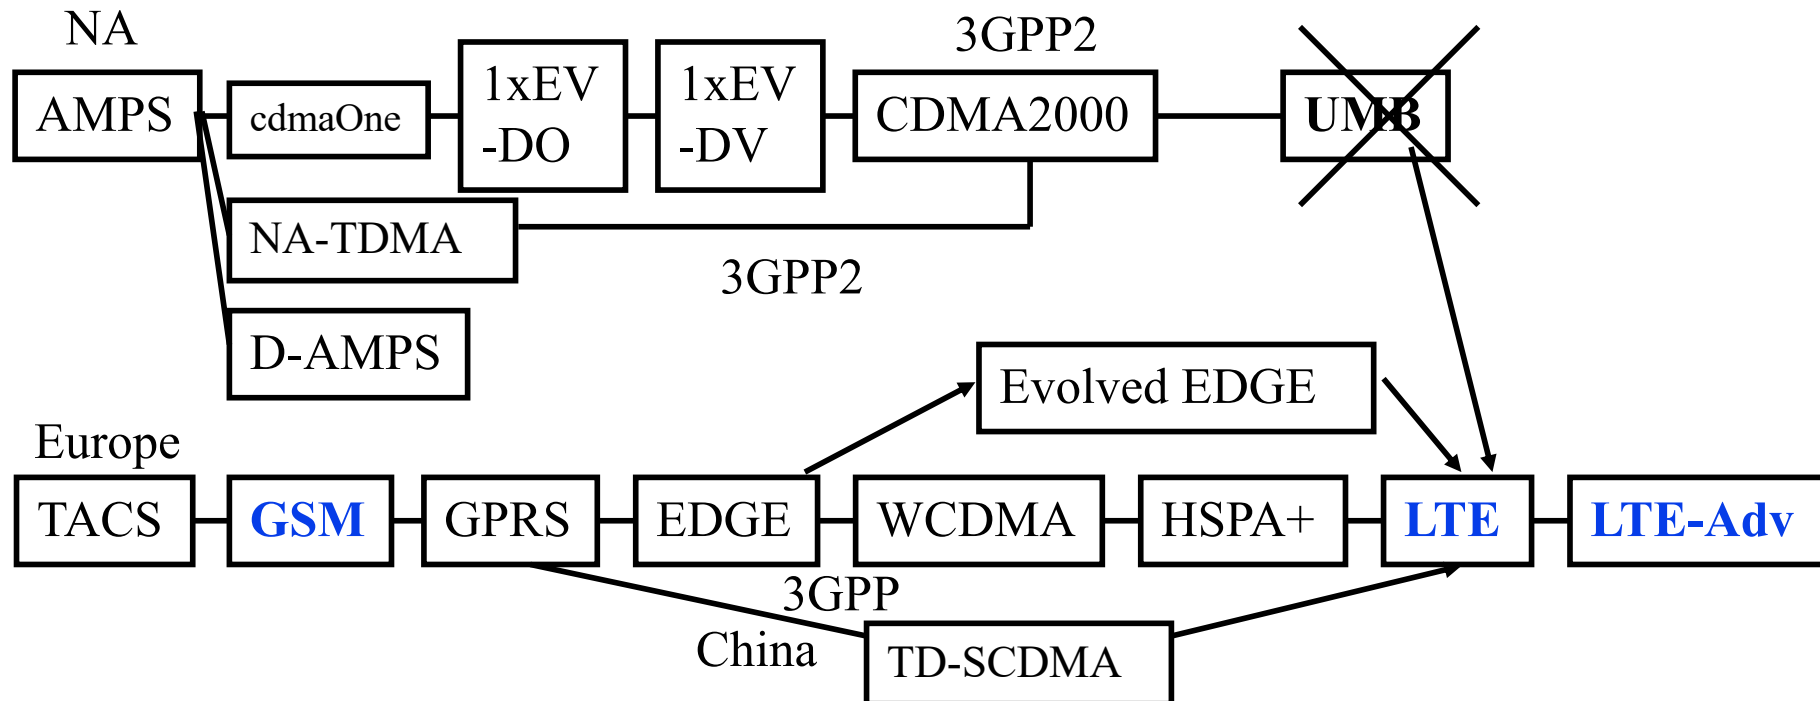 NA
3GPP2
AMPS
cdmaOne
1xEV
-DO
1xEV
-DV
CDMA2000
UMB
NA-TDMA
3GPP2
D-AMPS
Evolved EDGE
Europe
TACS
GSM
GPRS
EDGE
WCDMA
HSPA+
LTE
LTE-Adv
3GPP
China
TD-SCDMA